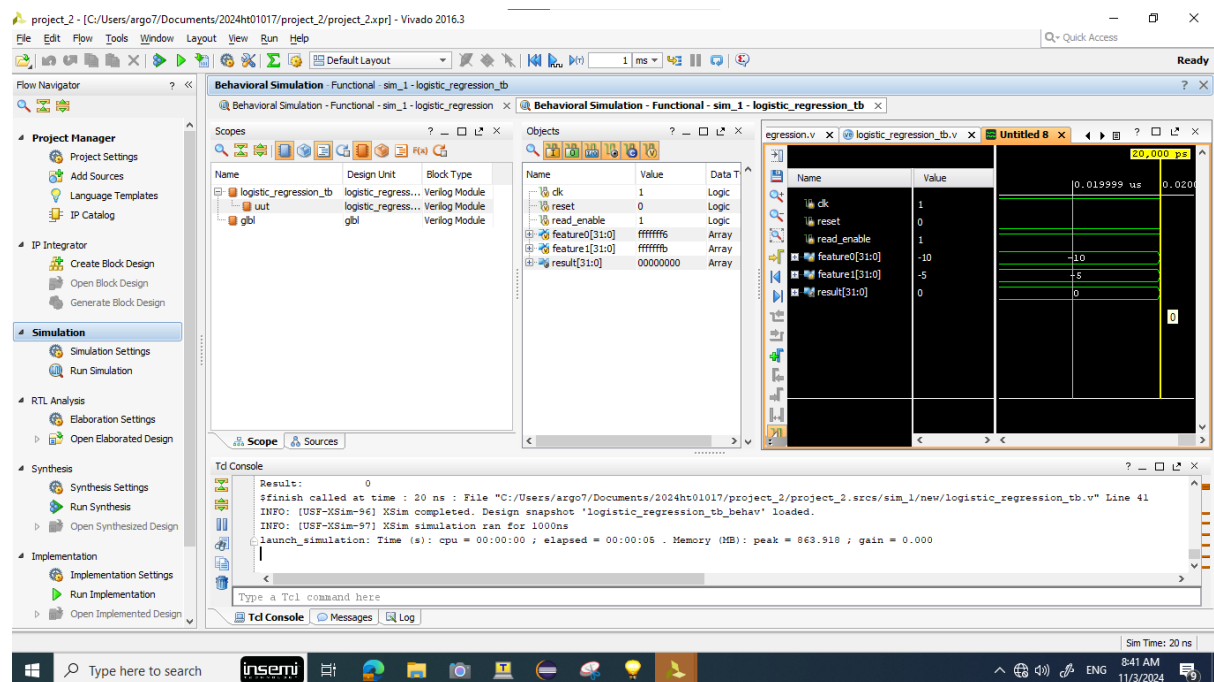 project_2 - [C:/Users/argo7/Documents/2024ht01017/project_2/project_2.xpr] - Vivado 2016.3
File Edit Flow Tools Window Layout View Run Help
Q- Quick Access
Default Layout
1 ms
Ready
Flow Navigator
Project Manager
Project Settings
Add Sources
Language Templates
IP Catalog
IP Integrator
Create Block Design
Open Block Design
Generate Block Design
Simulation
Simulation Settings
Run Simulation
RTL Analysis
Elaboration Settings
Open Elaborated Design
Synthesis
Synthesis Settings
Run Synthesis
Open Synthesized Design
Implementation
Implementation Settings
Run Implementation
Open Implemented Design
Behavioral Simulation - Functional - sim_1 - logistic_regression_tb
Behavioral Simulation - Functional - sim_1 - logistic_regression
Behavioral Simulation - Functional - sim_1 - logistic_regression_tb
Scopes
Name Design Unit Block Type
logistic_regression_tb logistic_regress... Verilog Module
uut logistic_regress... Verilog Module
glbl glbl Verilog Module
Scope Sources
Objects
Name Value Data T
clk 1 Logic
reset 0 Logic
read_enable 1 Logic
feature0[31:0] fffffff6 Array
feature1[31:0] fffffffb Array
result[31:0] 00000000 Array
egression.v logistic_regression_tb.v Untitled 8
20,000 ps
Name Value
0.019999 us 0.020
clk 1
reset 0
read_enable 1
feature0[31:0] -10 -10
feature1[31:0] -5 -5
result[31:0] 0 0
0
Tcl Console
Result: 0
$finish called at time : 20 ns : File "C:/Users/argo7/Documents/2024ht01017/project_2/project_2.srcs/sim_1/new/logistic_regression_tb.v" Line 41
INFO: [USF-XSim-96] XSim completed. Design snapshot 'logistic_regression_tb_behav' loaded.
INFO: [USF-XSim-97] XSim simulation ran for 1000ns
launch_simulation: Time (s): cpu = 00:00:00 ; elapsed = 00:00:05 . Memory (MB): peak = 863.918 ; gain = 0.000
Type a Tcl command here
Tcl Console Messages Log
Sim Time: 20 ns
Type here to search
insemi
ENG
8:41 AM
11/3/2024